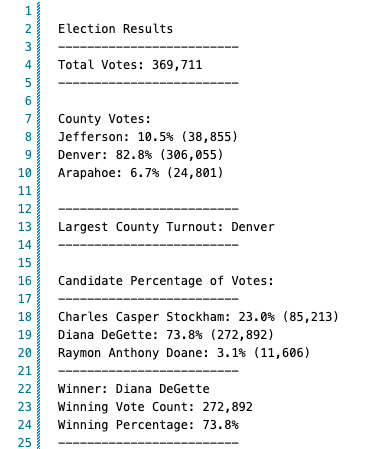 1
2 Election Results
3 -------------------------
4 Total Votes: 369,711
5 -------------------------
6
7 County Votes:
8 Jefferson: 10.5% (38,855)
9 Denver: 82.8% (306,055)
10 Arapahoe: 6.7% (24,801)
11
12 -------------------------
13 Largest County Turnout: Denver
14 -------------------------
15
16 Candidate Percentage of Votes:
17 -------------------------
18 Charles Casper Stockham: 23.0% (85,213)
19 Diana DeGette: 73.8% (272,892)
20 Raymon Anthony Doane: 3.1% (11,606)
21 -------------------------
22 Winner: Diana DeGette
23 Winning Vote Count: 272,892
24 Winning Percentage: 73.8%
25 -------------------------